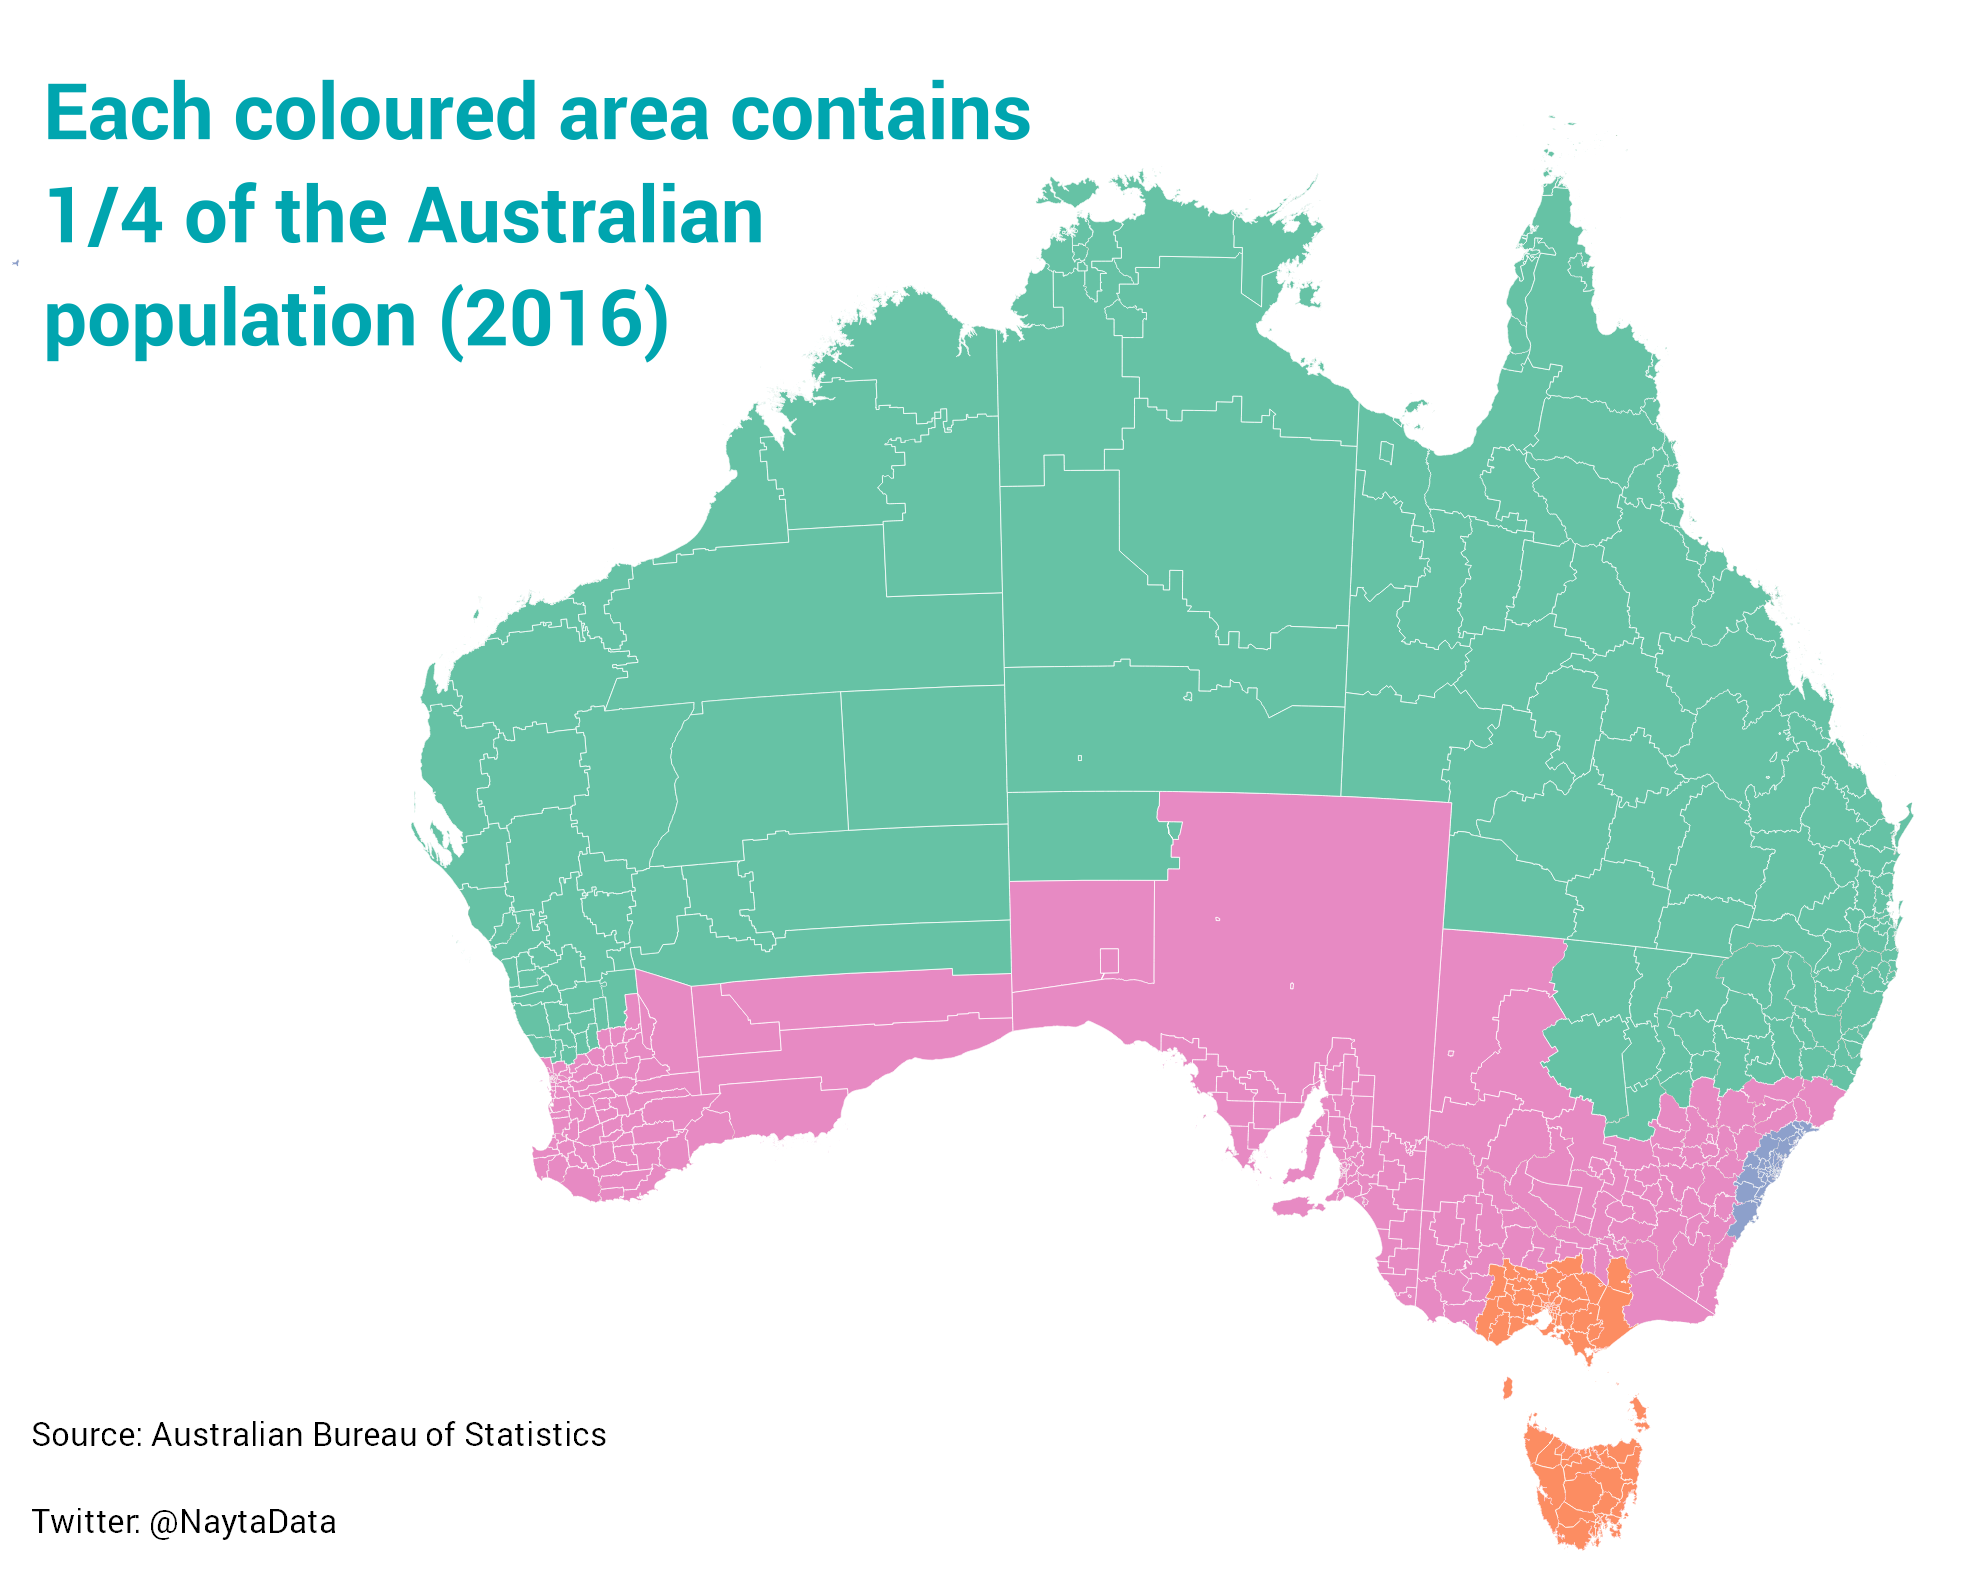 Each coloured area contains
1/4 of the Australian
population (2016)
Source: Australian Bureau of Statistics
Twitter: @NaytaData